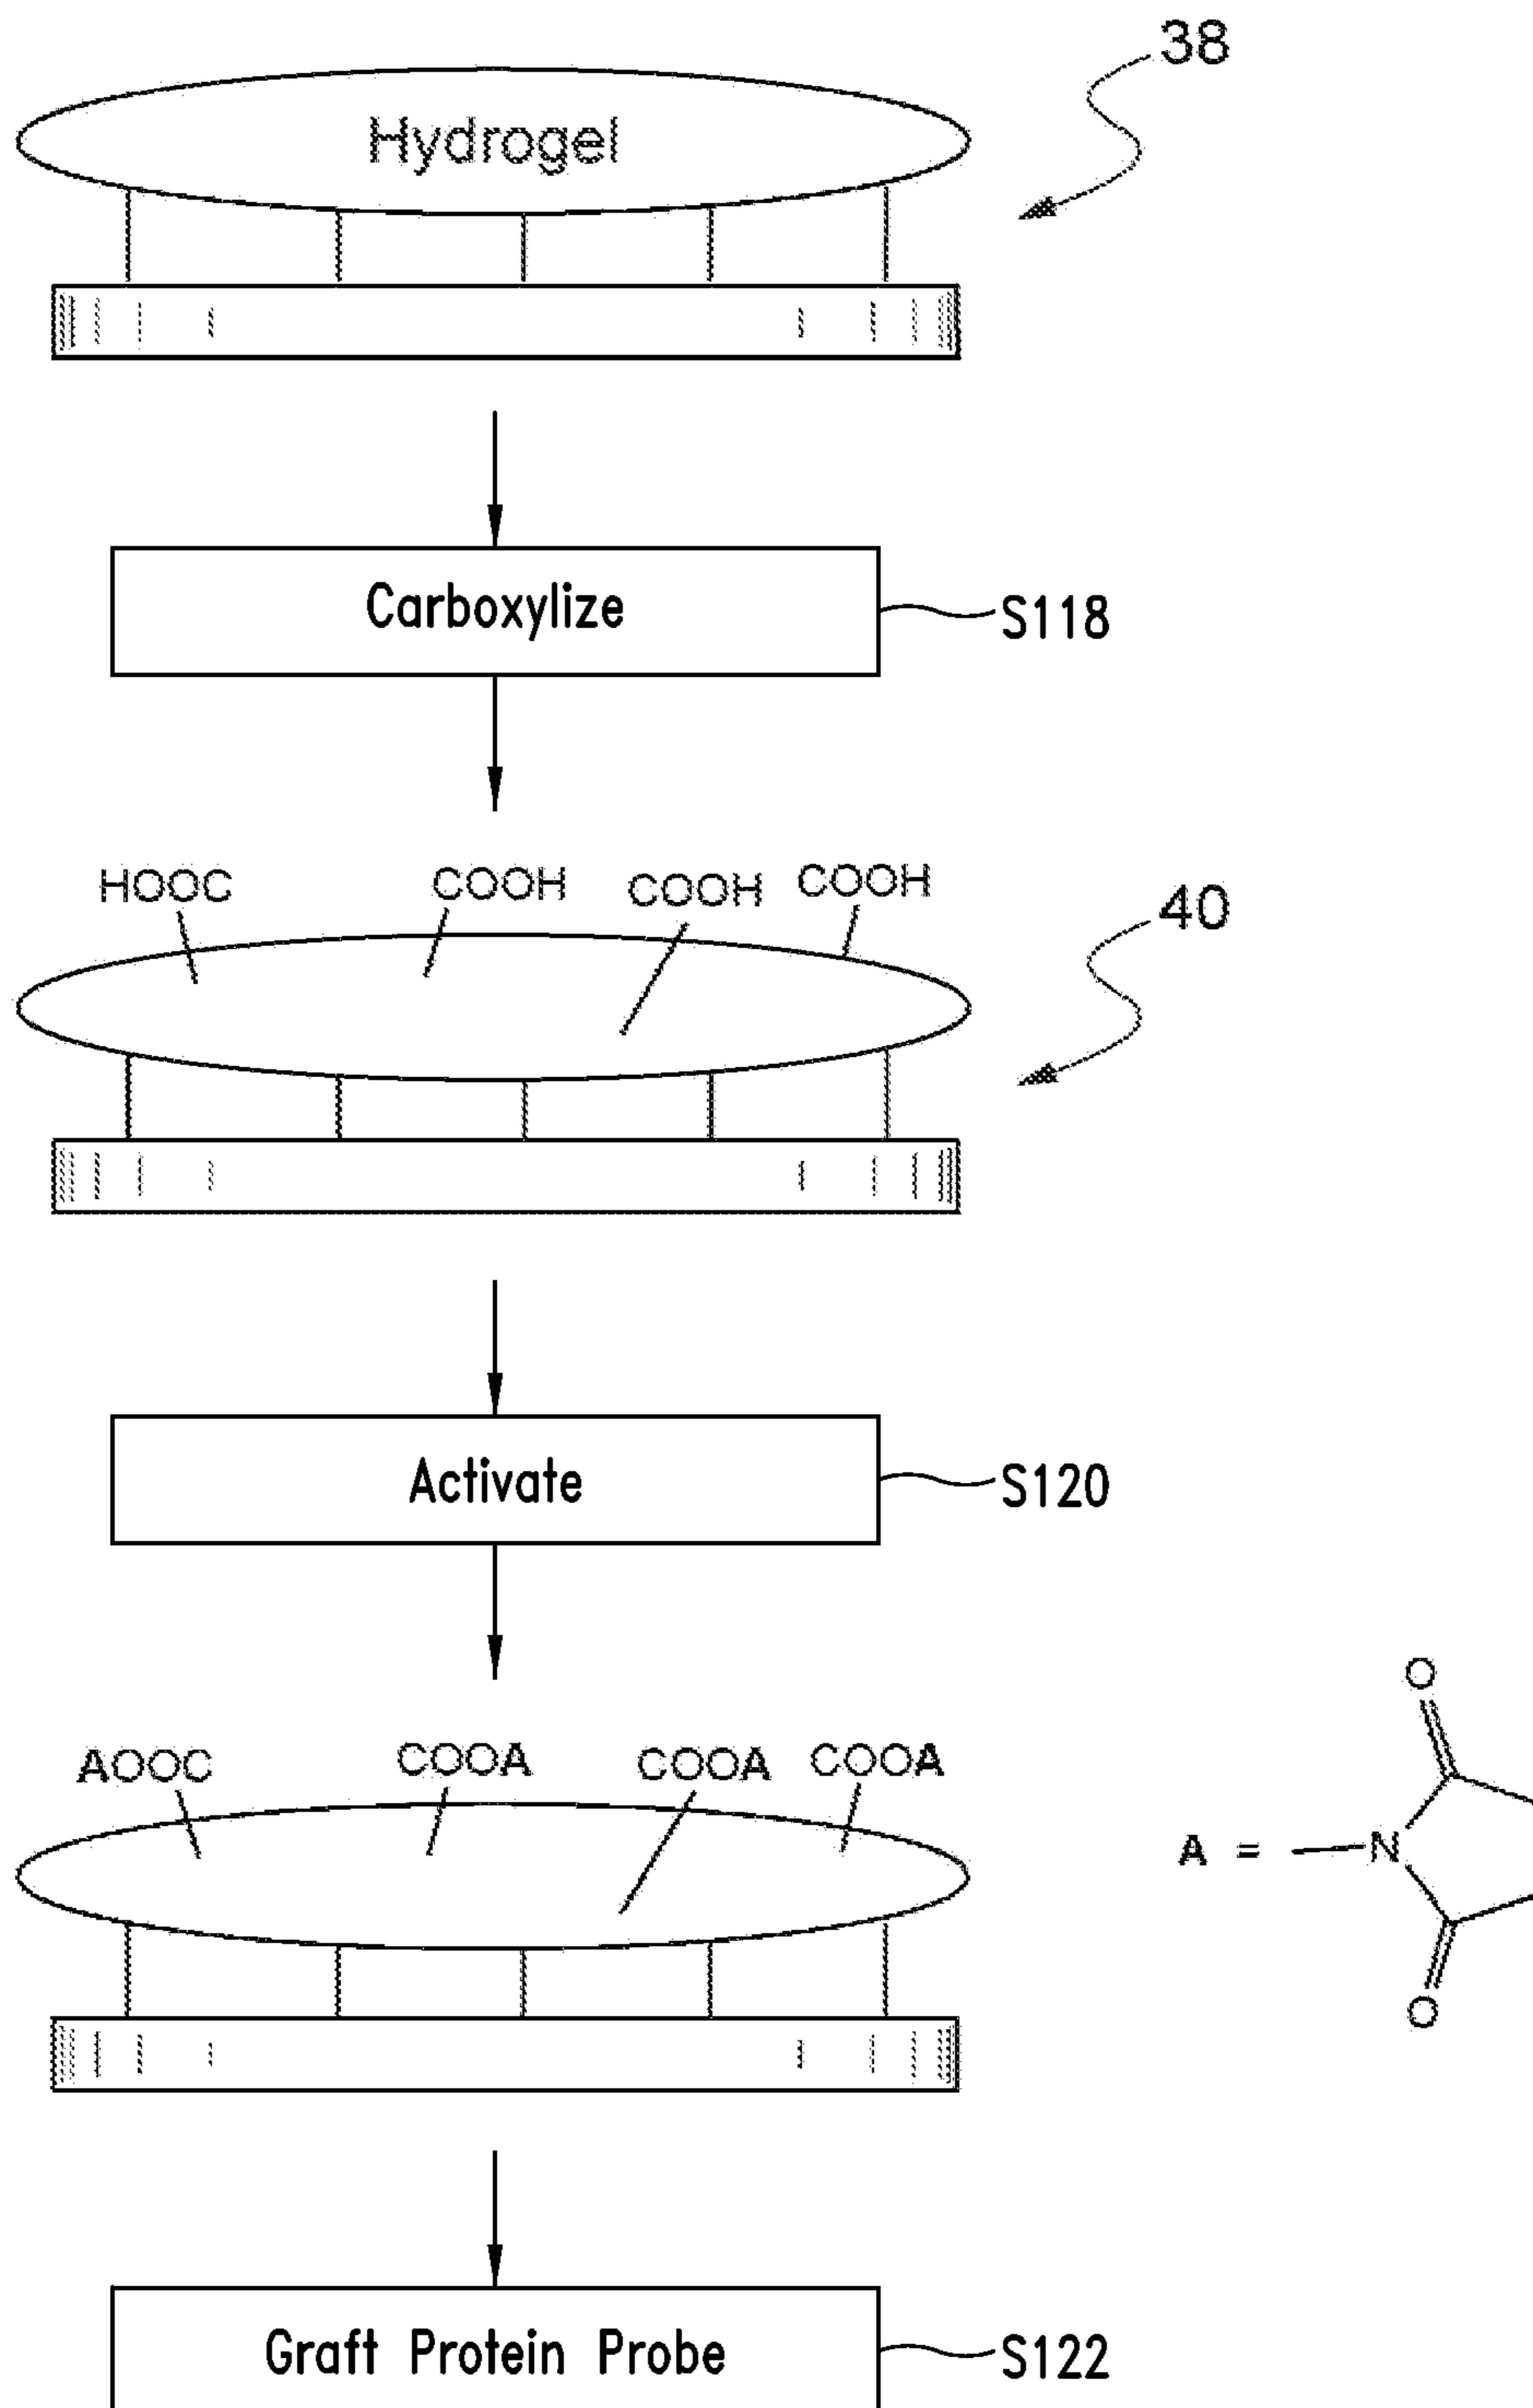 38
Hydrogel
Carboxylize
S118
HOOC COOH COOH COOH
40
Activate
S120
O
AOOC COOA COOA COOA
A = N
O
Graft Protein Probe
S122